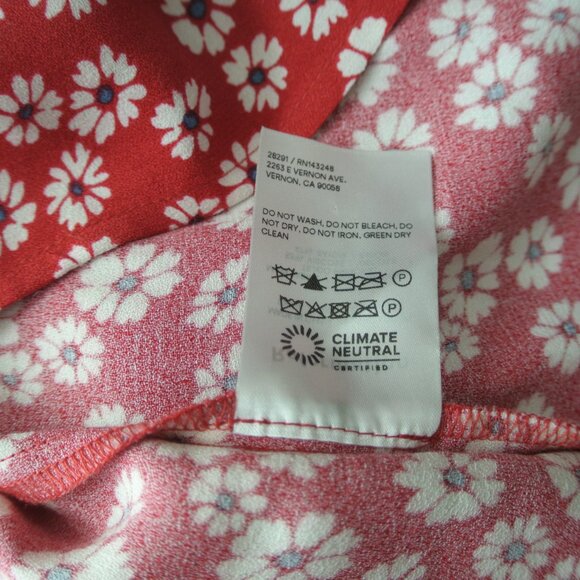 28291 / RN143248
2263 E VERNON AVE.
VERNON, CA 90058
DO NOT WASH. DO NOT BLEACH. DO
NOT DRY. DO NOT IRON. GREEN DRY
CLEAN
P
P
CLIMATE
NEUTRAL
CERTIFIED